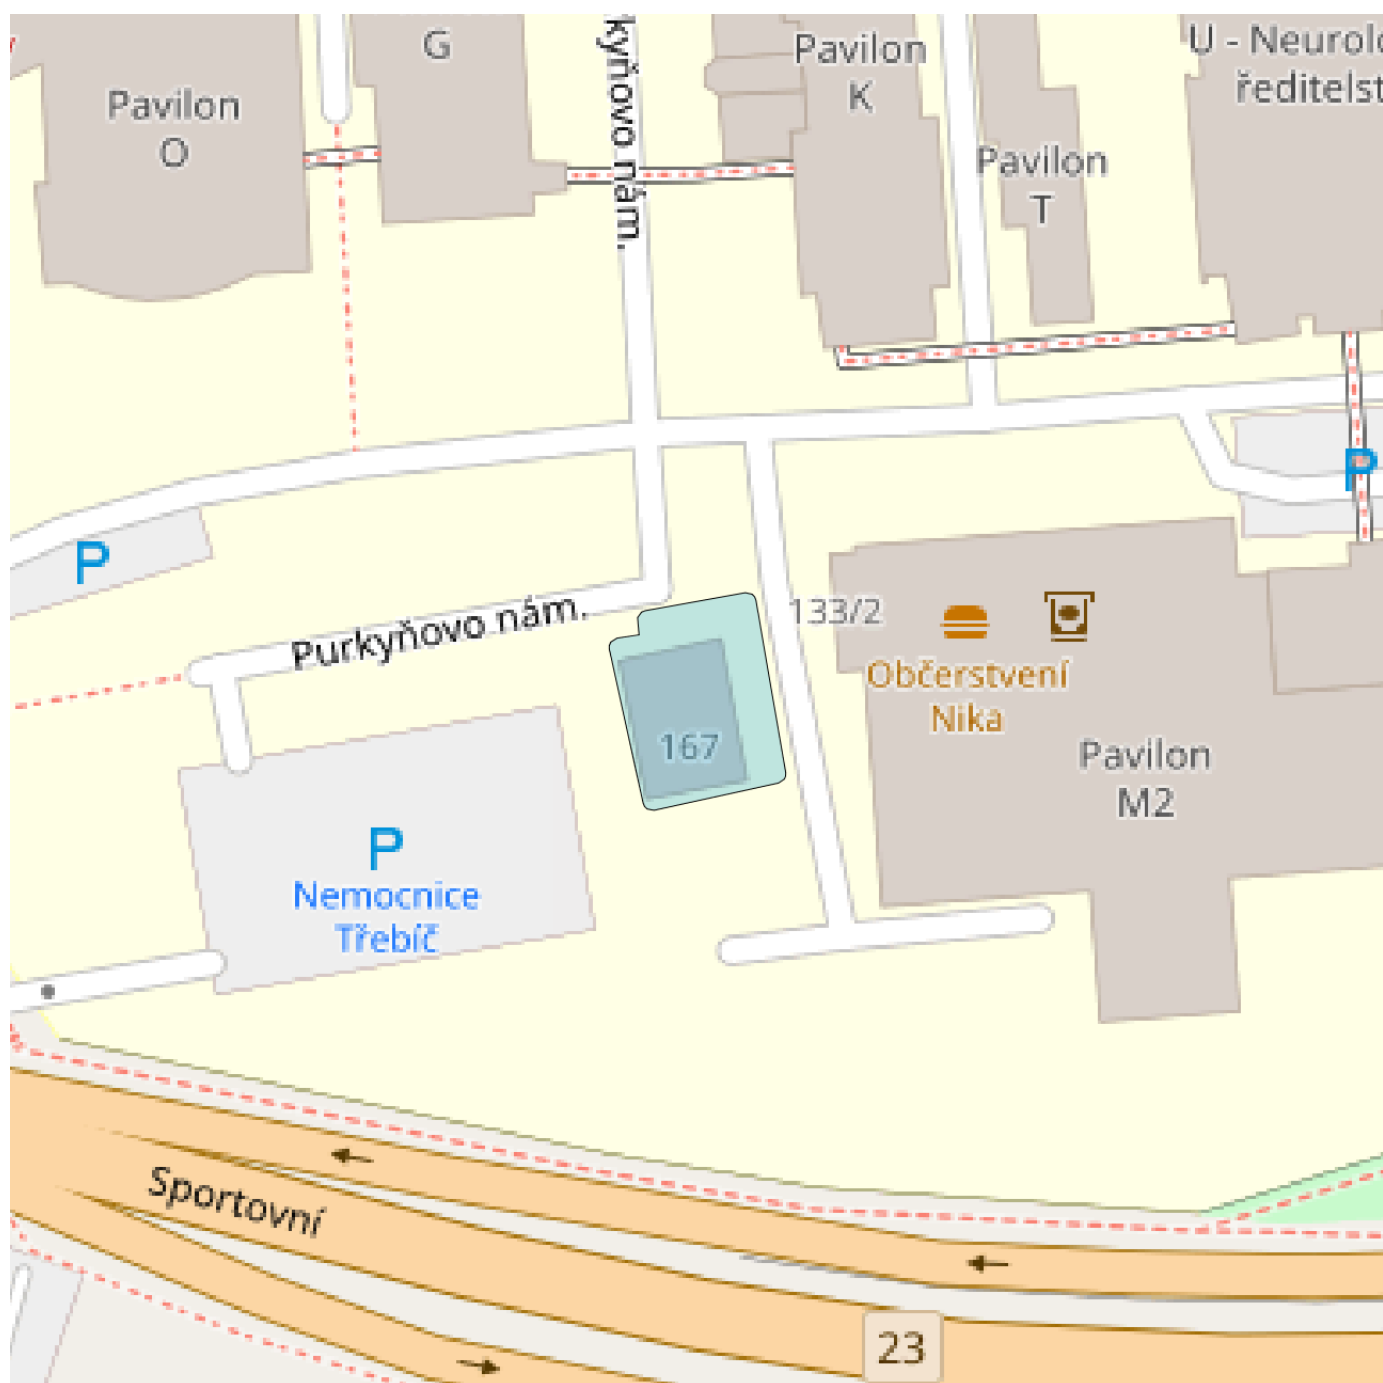 G
Pavilon
O
kyňovo nám.
Pavilon
K
Pavilon
T
U - Neurolo
ředitelst
P
P
133/2
Purkyňovo nám.
Občerstvení
Nika
167
Pavilon
M2
P
Nemocnice
Třebíč
Sportovní
23